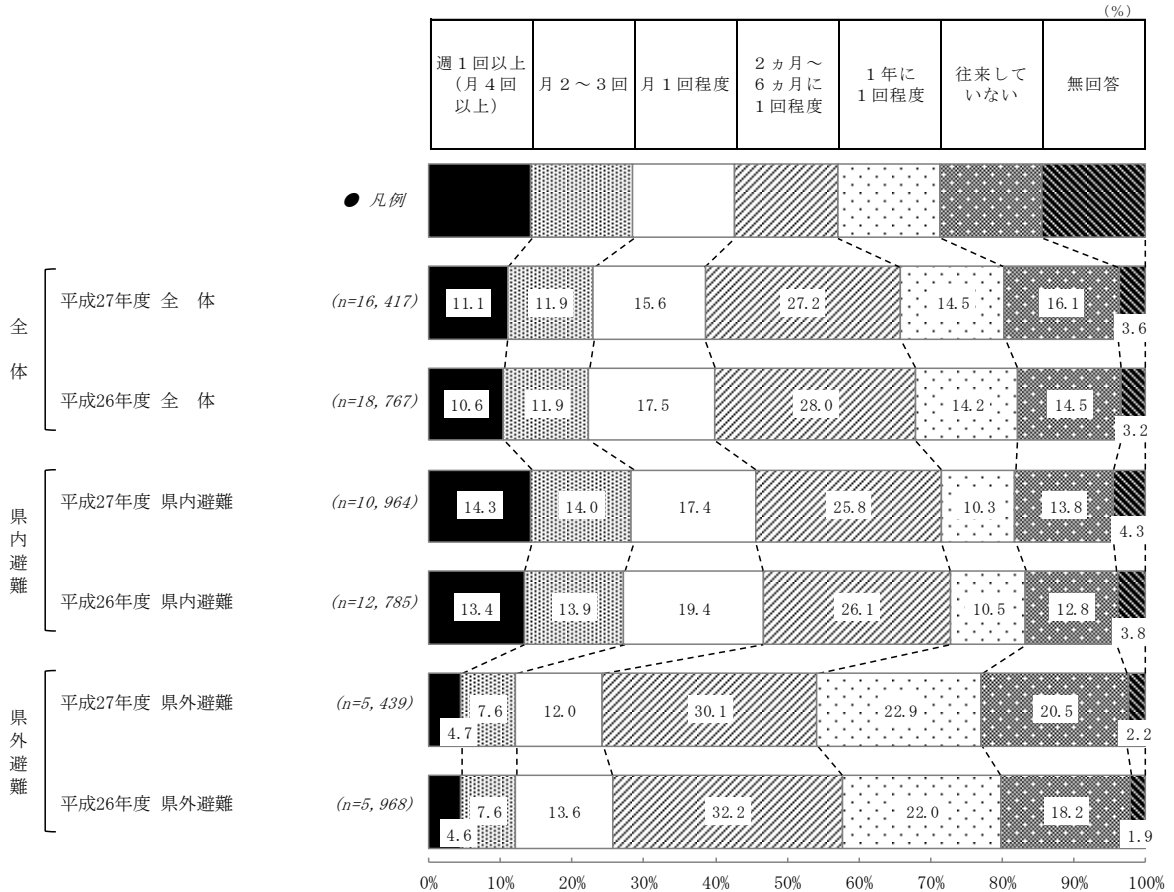 (%)
週1回以上
(月4回
以上)
月2～3回
月1回程度
2ヵ月～
6ヵ月に
1回程度
1年に
1回程度
往来して
いない
無回答
● 凡例
全体
平成27年度 全 体
(n=16,417)
11.1
11.9
15.6
27.2
14.5
16.1
3.6
平成26年度 全 体
(n=18,767)
10.6
11.9
17.5
28.0
14.2
14.5
3.2
県内避難
平成27年度 県内避難
(n=10,964)
14.3
14.0
17.4
25.8
10.3
13.8
4.3
平成26年度 県内避難
(n=12,785)
13.4
13.9
19.4
26.1
10.5
12.8
3.8
県外避難
平成27年度 県外避難
(n=5,439)
4.7
7.6
12.0
30.1
22.9
20.5
2.2
平成26年度 県外避難
(n=5,968)
4.6
7.6
13.6
32.2
22.0
18.2
1.9
0%
10%
20%
30%
40%
50%
60%
70%
80%
90%
100%